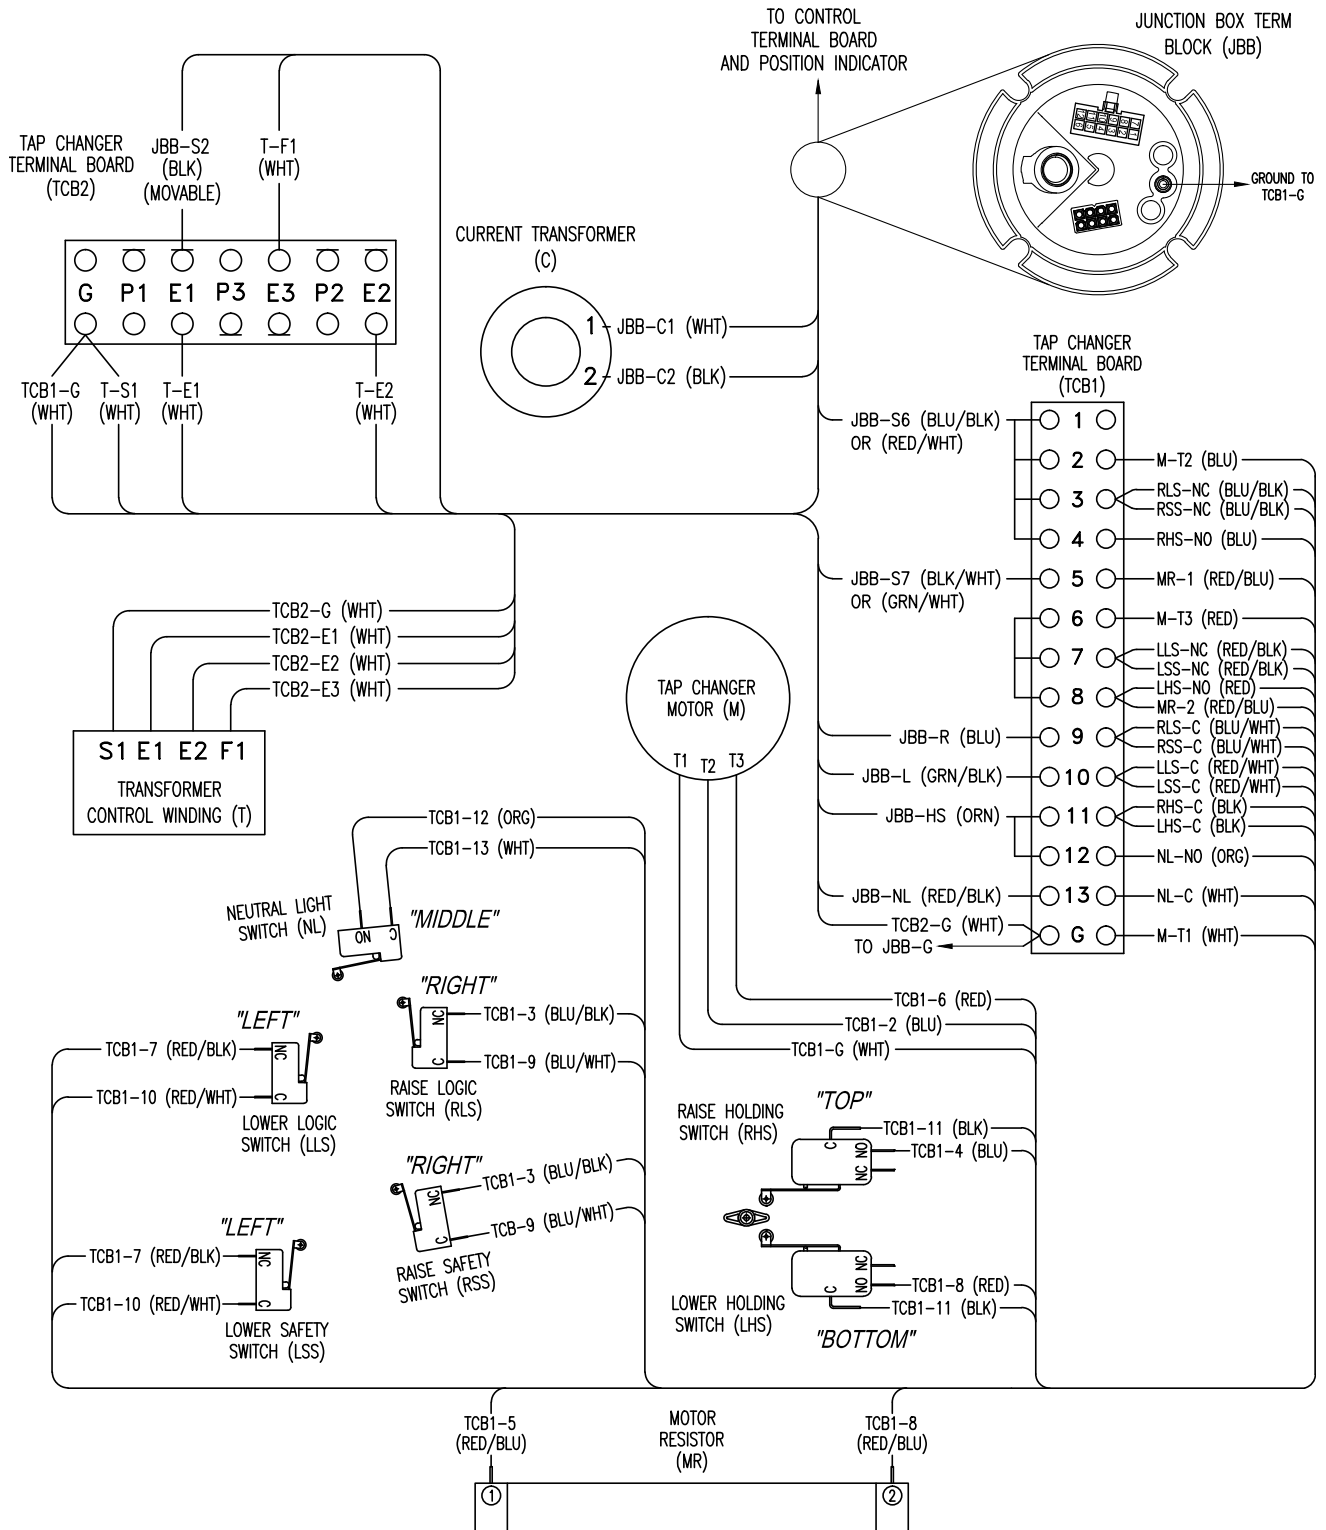 TO CONTROL
TERMINAL BOARD
AND POSITION INDICATOR
JUNCTION BOX TERM
BLOCK (JBB)
GROUND TO
TCB1-G
TAP CHANGER
TERMINAL BOARD
(TCB2)
JBB-S2
(BLK)
(MOVABLE)
T-F1
(WHT)
G P1 E1 P3 E3 P2 E2
TCB1-G
(WHT)
T-S1
(WHT)
T-E1
(WHT)
T-E2
(WHT)
CURRENT TRANSFORMER
(C)
1 JBB-C1 (WHT)
2 JBB-C2 (BLK)
TAP CHANGER
TERMINAL BOARD
(TCB1)
JBB-S6 (BLU/BLK)
OR (RED/WHT)
1
2 M-T2 (BLU)
3 RLS-NC (BLU/BLK)
RSS-NC (BLU/BLK)
4 RHS-NO (BLU)
JBB-S7 (BLK/WHT)
OR (GRN/WHT)
5 MR-1 (RED/BLU)
6 M-T3 (RED)
7 LLS-NC (RED/BLK)
LSS-NC (RED/BLK)
8 LHS-NO (RED)
MR-2 (RED/BLU)
JBB-R (BLU) 9 RLS-C (BLU/WHT)
RSS-C (BLU/WHT)
JBB-L (GRN/BLK) 10 LLS-C (RED/WHT)
LSS-C (RED/WHT)
JBB-HS (ORN) 11 RHS-C (BLK)
LHS-C (BLK)
12 NL-NO (ORG)
JBB-NL (RED/BLK) 13 NL-C (WHT)
TCB2-G (WHT)
TO JBB-G
G M-T1 (WHT)
TCB2-G (WHT)
TCB2-E1 (WHT)
TCB2-E2 (WHT)
TCB2-E3 (WHT)
S1 E1 E2 F1
TRANSFORMER
CONTROL WINDING (T)
TAP CHANGER
MOTOR (M)
T1 T2 T3
TCB1-6 (RED)
TCB1-2 (BLU)
TCB1-G (WHT)
TCB1-12 (ORG)
TCB1-13 (WHT)
NEUTRAL LIGHT
SWITCH (NL)
NO C
"MIDDLE"
"RIGHT"
NC TCB1-3 (BLU/BLK)
C TCB1-9 (BLU/WHT)
RAISE LOGIC
SWITCH (RLS)
"LEFT"
TCB1-7 (RED/BLK) NC
TCB1-10 (RED/WHT) C
LOWER LOGIC
SWITCH (LLS)
"RIGHT"
NC TCB1-3 (BLU/BLK)
C TCB-9 (BLU/WHT)
RAISE SAFETY
SWITCH (RSS)
"LEFT"
TCB1-7 (RED/BLK) NC
TCB1-10 (RED/WHT) C
LOWER SAFETY
SWITCH (LSS)
RAISE HOLDING
SWITCH (RHS)
"TOP"
C TCB1-11 (BLK)
NO TCB1-4 (BLU)
NC
LOWER HOLDING
SWITCH (LHS)
NC
NO TCB1-8 (RED)
C TCB1-11 (BLK)
"BOTTOM"
TCB1-5
(RED/BLU)
MOTOR
RESISTOR
(MR)
TCB1-8
(RED/BLU)
1 2